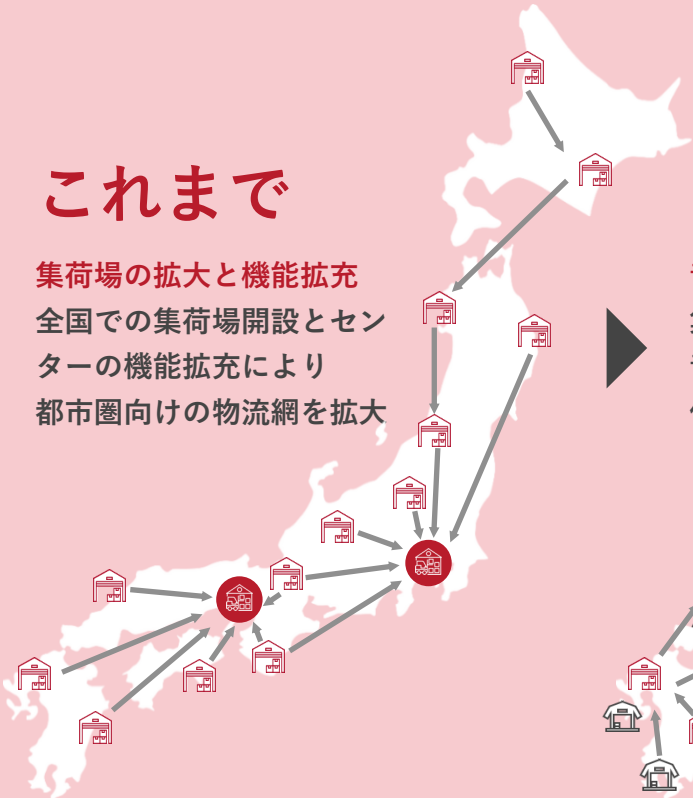 これまで
集荷場の拡大と機能拡充
全国での集荷場開設とセン
ターの機能拡充により
都市圏向けの物流網を拡大